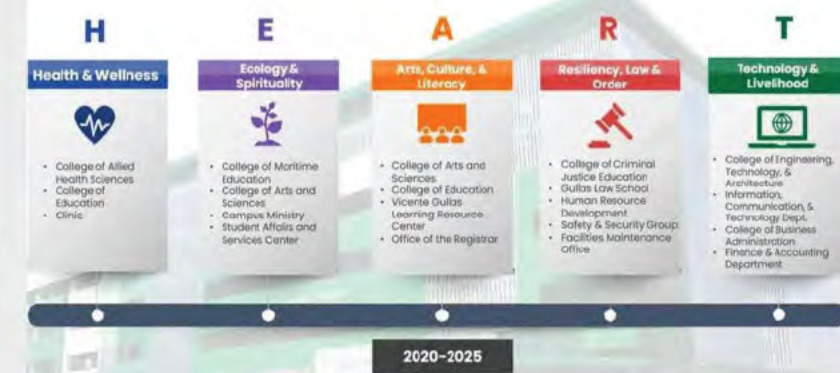 H
Health & Wellness
• College of Allied
Health Sciences
• College of
Education
• Clinic
E
Ecology &
Spirituality
• College of Maritime
Education
• College of Arts and
Sciences
• Campus Ministry
• Student Affairs and
Services Center
A
Arts, Culture, &
Literacy
• College of Arts and
Sciences
• College of Education
• Vicente Gullas
Learning Resource
Center
• Office of the Registrar
R
Resiliency, Law &
Order
• College of Criminal
Justice Education
• Gullas Law School
• Human Resource
Development
• Safety & Security Group
• Facilities Maintenance
Office
T
Technology &
Livelihood
• College of Engineering,
Technology, &
Architecture
• Information,
Communication, &
Technology Dept.
• College of Business
Administration
• Finance & Accounting
Department
2020-2025